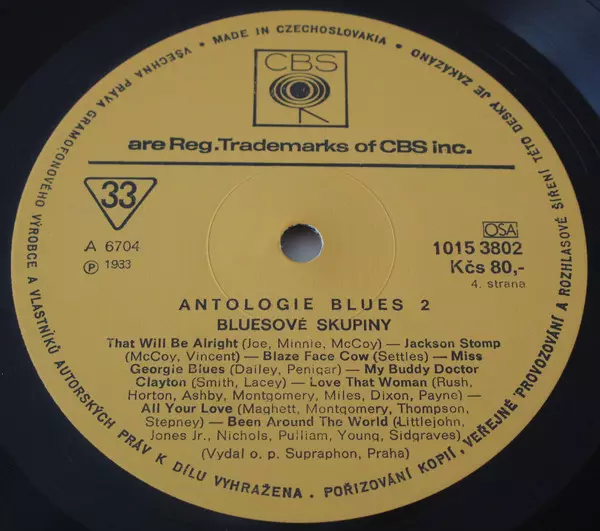 VŠECHNA PRÁVA GRAMOFONOVÉHO VÝROBCE A VLASTNÍKŮ AUTORSKÝCH PRÁV K DÍLU VYHRAŽENA. • POŘIZOVÁNÍ KOPIÍ, VEŘEJNÉ PROVOZOVÁNÍ A ROZHLASOVÉ ŠÍŘENÍ TÉTO DESKY JE ZAKÁZÁNO • MADE IN CZECHOSLOVAKIA •
CBS
are Reg.Trademarks of CBS inc.
33
A 6704
Ⓟ 1933
OSA
1015 3802
Kčs 80,-
4. strana
ANTOLOGIE BLUES 2
BLUESOVÉ SKUPINY
That Will Be Alright (Joe, Minnie, McCoy) — Jackson Stomp
(McCoy, Vincent) — Blaze Face Cow (Settles) — Miss
Georgie Blues (Dailey, Penigar) — My Buddy Doctor
Clayton (Smith, Lacey) — Love That Woman (Rush,
Horton, Ashby, Montgomery, Miles, Dixon, Payne) —
All Your Love (Maghett, Montgomery, Thompson,
Stepney) — Been Around The World (Littlejohn,
Jones Jr., Nichols, Pulliam, Young, Sidgraves)
(Vydal o. p. Supraphon, Praha)